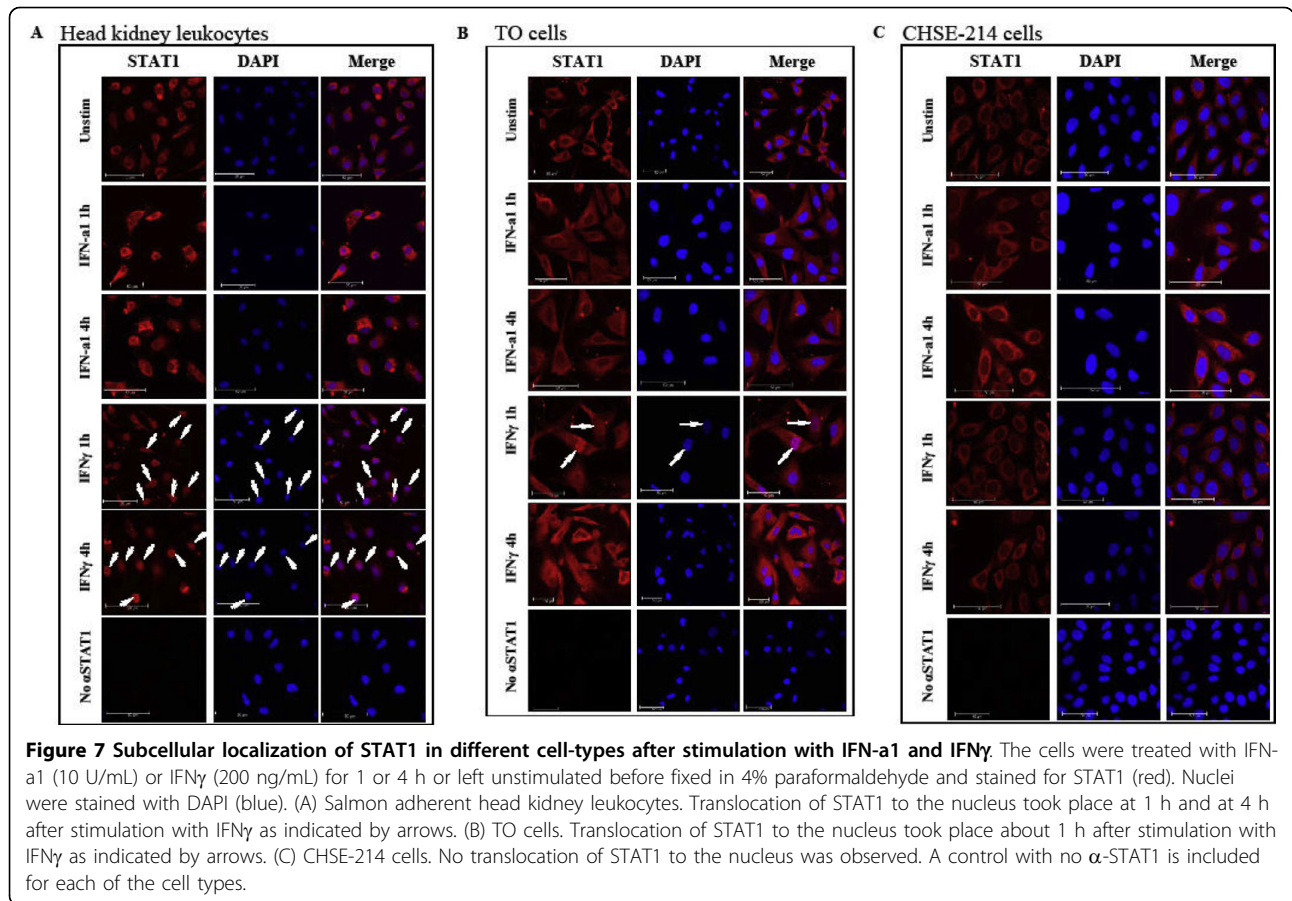 A Head kidney leukocytes
STAT1 DAPI Merge
Unstim
IFN-a1 1h
IFN-a1 4h
IFNγ 1h
IFNγ 4h
No αSTAT1
B TO cells
STAT1 DAPI Merge
Unstim
IFN-a1 1h
IFN-a1 4h
IFNγ 1h
IFNγ 4h
No αSTAT1
C CHSE-214 cells
STAT1 DAPI Merge
Unstim
IFN-a1 1h
IFN-a1 4h
IFNγ 1h
IFNγ 4h
No αSTAT1
Figure 7 Subcellular localization of STAT1 in different cell-types after stimulation with IFN-a1 and IFNγ. The cells were treated with IFN-
a1 (10 U/mL) or IFNγ (200 ng/mL) for 1 or 4 h or left unstimulated before fixed in 4% paraformaldehyde and stained for STAT1 (red). Nuclei
were stained with DAPI (blue). (A) Salmon adherent head kidney leukocytes. Translocation of STAT1 to the nucleus took place at 1 h and at 4 h
after stimulation with IFNγ as indicated by arrows. (B) TO cells. Translocation of STAT1 to the nucleus took place about 1 h after stimulation with
IFNγ as indicated by arrows. (C) CHSE-214 cells. No translocation of STAT1 to the nucleus was observed. A control with no α-STAT1 is included
for each of the cell types.